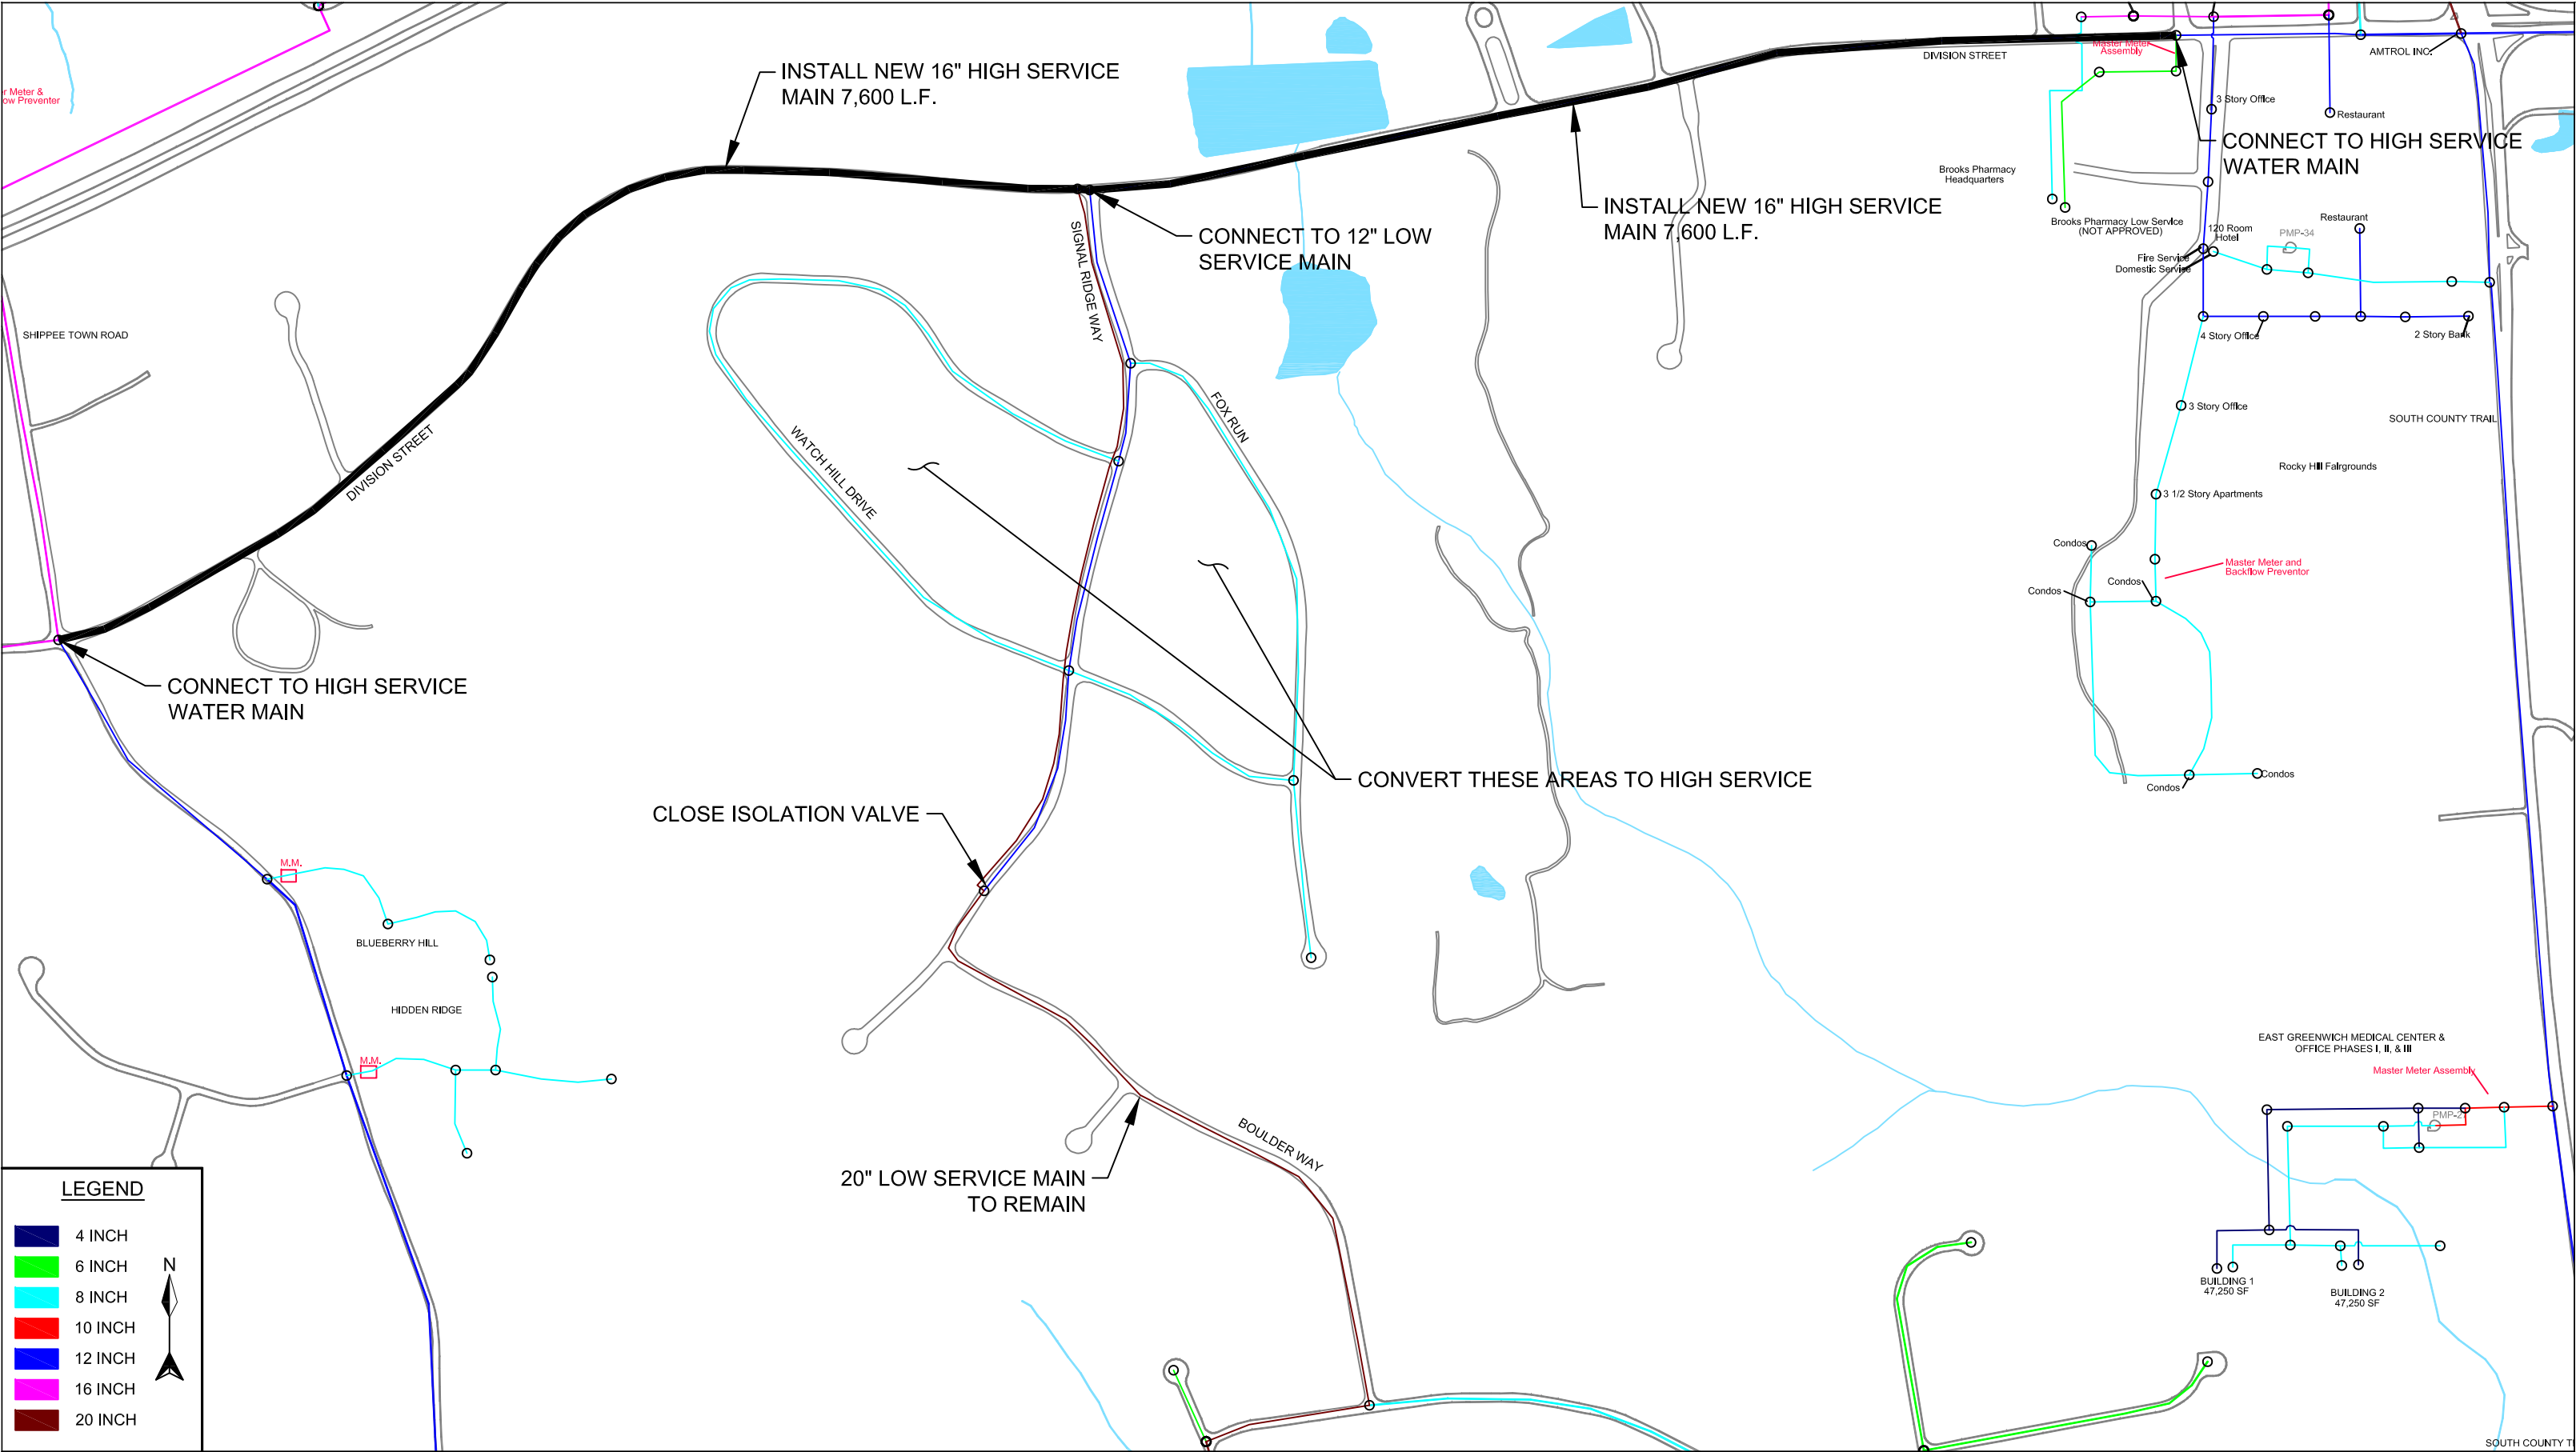 INSTALL NEW 16" HIGH SERVICE
MAIN 7,600 L.F.
DIVISION STREET
Master Meter
Assembly
AMTROL INC.
ow Preventer
3 Story Office
Restaurant
CONNECT TO HIGH SERVICE
WATER MAIN
Brooks Pharmacy
Headquarters
INSTALL NEW 16" HIGH SERVICE
MAIN 7,600 L.F.
Brooks Pharmacy Low Service
(NOT APPROVED)
120 Room
Hotel
PMP-34
Restaurant
CONNECT TO 12" LOW
SERVICE MAIN
SIGNAL RIDGE WAY
Fire Service
Domestic Service
SHIPPEE TOWN ROAD
4 Story Office
2 Story Bank
3 Story Office
SOUTH COUNTY TRAIL
FOX RUN
WATCH HILL DRIVE
DIVISION STREET
Rocky Hill Fairgrounds
3 1/2 Story Apartments
Condos
Master Meter and
Backflow Preventor
Condos
Condos
CONNECT TO HIGH SERVICE
WATER MAIN
CONVERT THESE AREAS TO HIGH SERVICE
Condos
Condos
CLOSE ISOLATION VALVE
M.M.
BLUEBERRY HILL
HIDDEN RIDGE
M.M.
EAST GREENWICH MEDICAL CENTER &
OFFICE PHASES I, II, & III
Master Meter Assembly
PMP-27
BOULDER WAY
20" LOW SERVICE MAIN
TO REMAIN
BUILDING 1
47,250 SF
BUILDING 2
47,250 SF
LEGEND
4 INCH
6 INCH
8 INCH
10 INCH
12 INCH
16 INCH
20 INCH
N
SOUTH COUNTY T